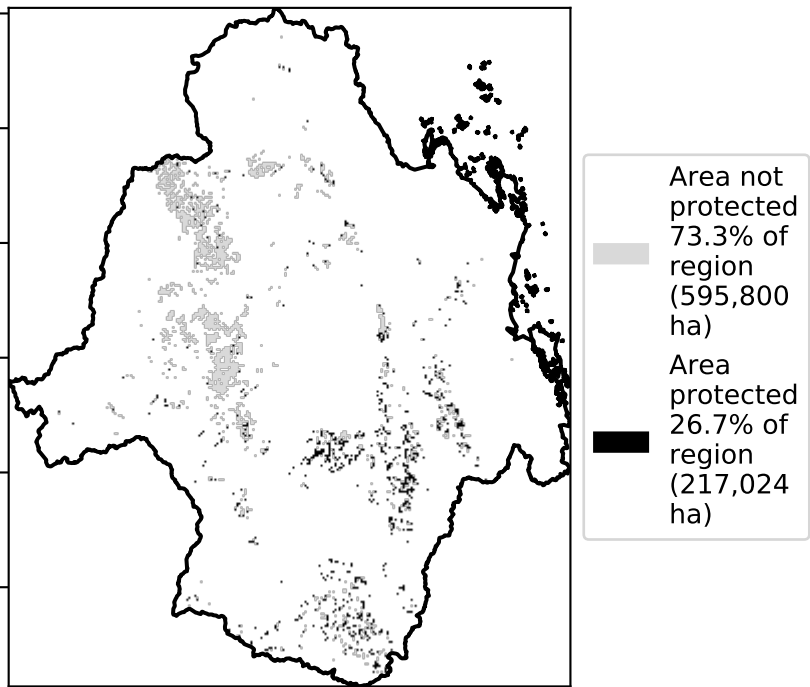 Area not
protected
73.3% of
region
(595,800
ha)
Area
protected
26.7% of
region
(217,024
ha)